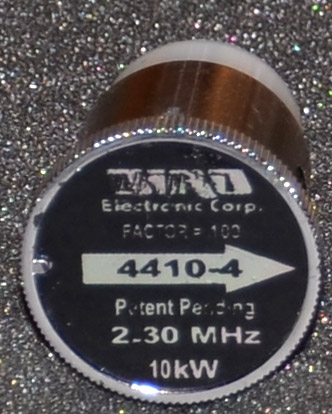 Electronic Corp.
FACTOR = 100
4410-4
Patent Pending
2-30 MHz
10kW